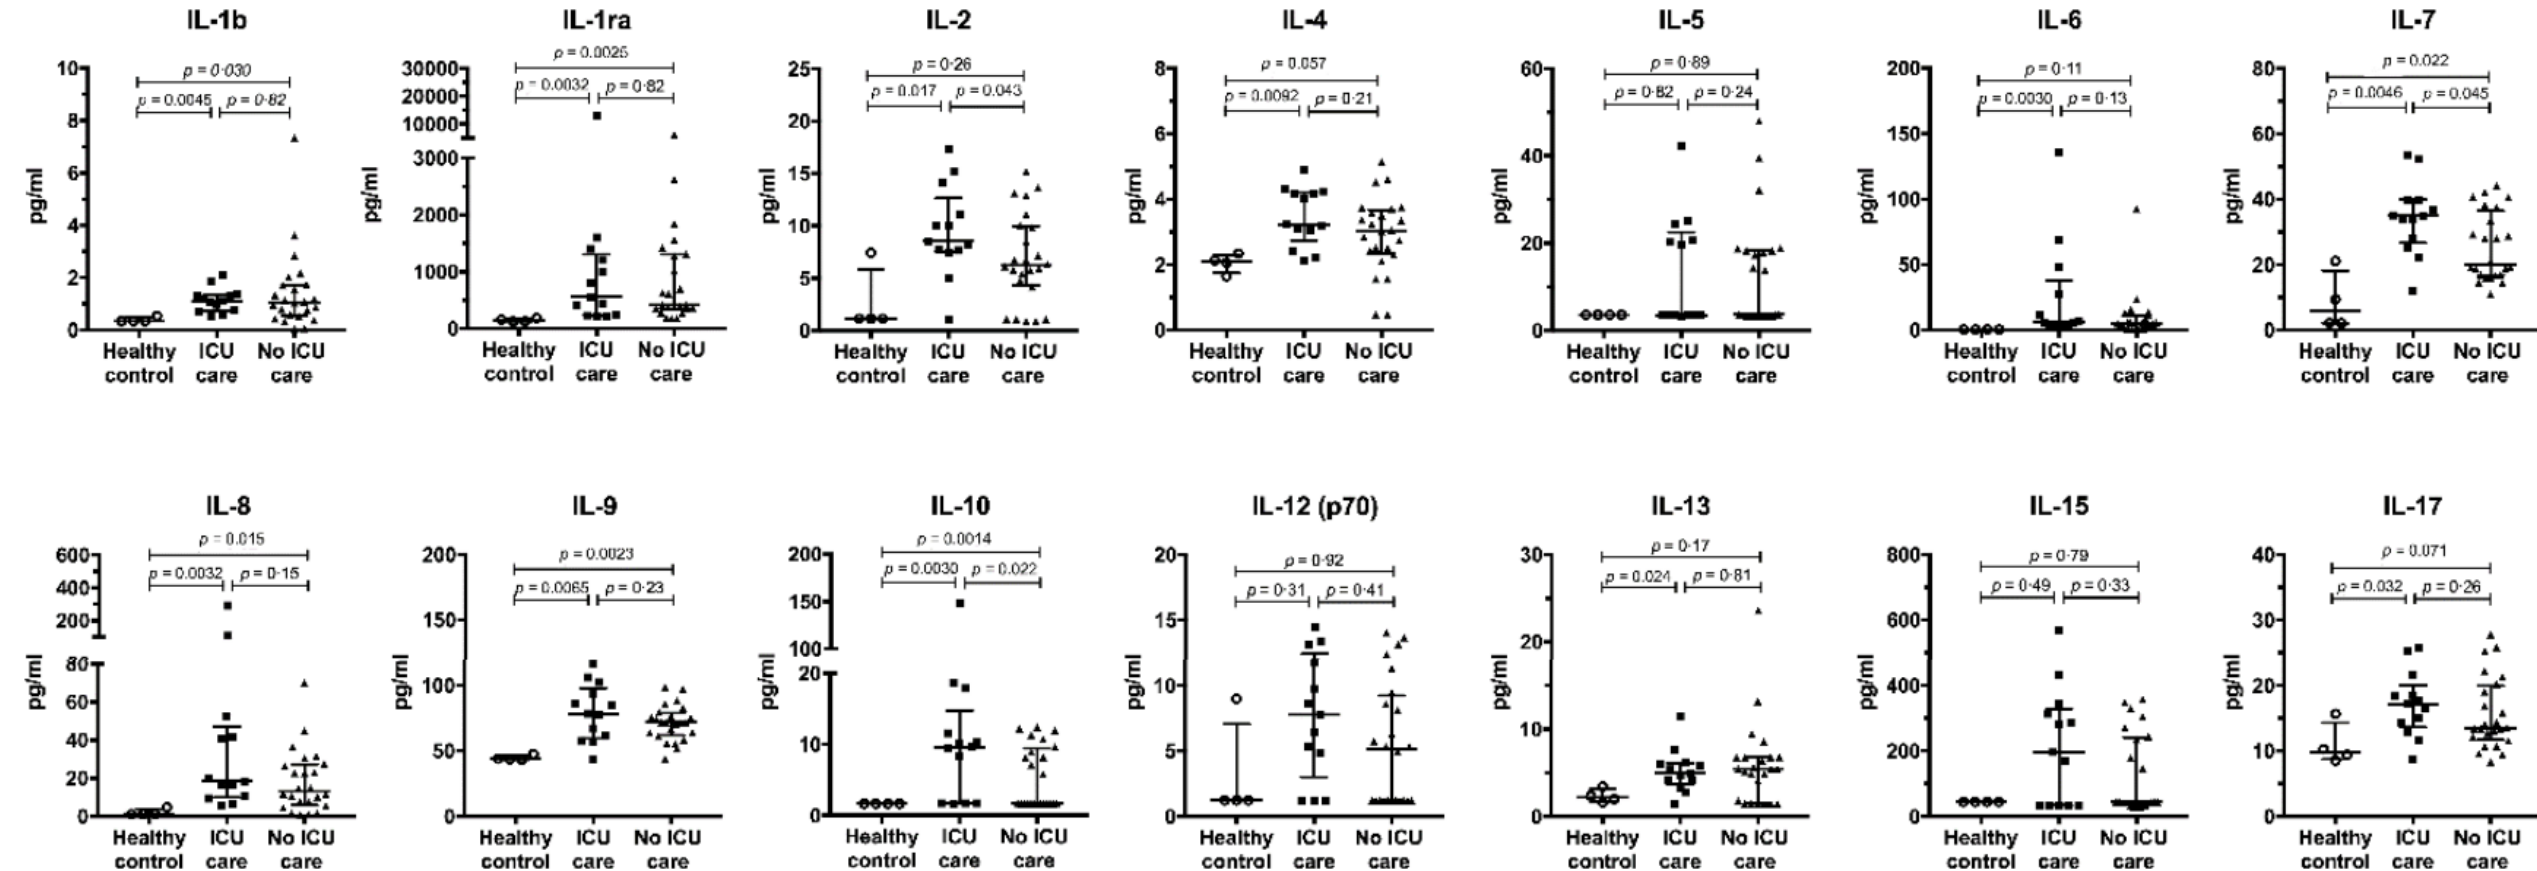 IL-1b
p = 0·030
p = 0.0045 p = 0·82
10
8
6
4
2
0
pg/ml
Healthy control ICU care No ICU care
IL-1ra
p = 0.0025
p = 0.0032 p = 0·82
30000
20000
10000
3000
2000
1000
0
pg/ml
Healthy control ICU care No ICU care
IL-2
p = 0·26
p = 0.017 p = 0.043
25
20
15
10
5
0
pg/ml
Healthy control ICU care No ICU care
IL-4
p = 0.057
p = 0.0092 p = 0·21
8
6
4
2
0
pg/ml
Healthy control ICU care No ICU care
IL-5
p = 0·89
p = 0·82 p = 0·24
60
40
20
0
pg/ml
Healthy control ICU care No ICU care
IL-6
p = 0·11
p = 0.0030 p = 0·13
200
150
100
50
0
pg/ml
Healthy control ICU care No ICU care
IL-7
p = 0.022
p = 0.0046 p = 0.045
80
60
40
20
0
pg/ml
Healthy control ICU care No ICU care
IL-8
p = 0.015
p = 0.0032 p = 0·15
600
400
200
80
60
40
20
0
pg/ml
Healthy control ICU care No ICU care
IL-9
p = 0.0023
p = 0.0065 p = 0·23
200
150
100
50
0
pg/ml
Healthy control ICU care No ICU care
IL-10
p = 0.0014
p = 0.0030 p = 0.022
200
150
100
20
10
0
pg/ml
Healthy control ICU care No ICU care
IL-12 (p70)
p = 0·92
p = 0·31 p = 0·41
20
15
10
5
0
pg/ml
Healthy control ICU care No ICU care
IL-13
p = 0·17
p = 0.024 p = 0·81
30
20
10
0
pg/ml
Healthy control ICU care No ICU care
IL-15
p = 0·79
p = 0·49 p = 0·33
800
600
400
200
0
pg/ml
Healthy control ICU care No ICU care
IL-17
p = 0.071
p = 0.032 p = 0·26
40
30
20
10
0
pg/ml
Healthy control ICU care No ICU care